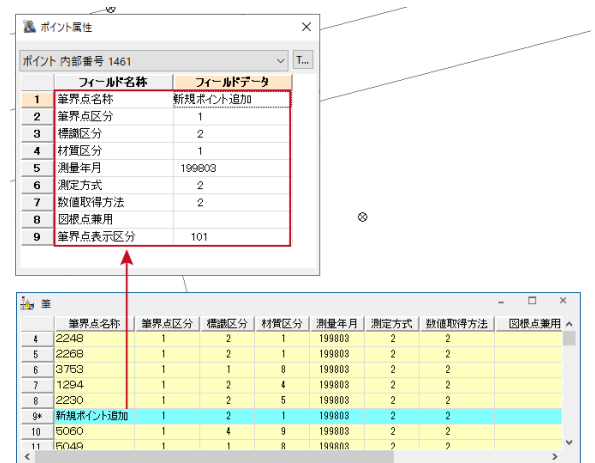 ポイント属性
ポイント 内部番号 1461 T...
フィールド名称 フィールドデータ
1 筆界点名称 新規ポイント追加
2 筆界点区分 1
3 標識区分 2
4 材質区分 1
5 測量年月 199803
6 測定方式 2
7 数値取得方法 2
8 図根点兼用
9 筆界点表示区分 101
筆
筆界点名称 筆界点区分 標識区分 材質区分 測量年月 測定方式 数値取得方法 図根点兼用
4 2248 1 2 1 199803 2 2
5 2268 1 2 1 199803 2 2
6 3753 1 1 8 199803 2 2
7 1294 1 2 4 199803 2 2
8 2230 1 2 5 199803 2 2
9* 新規ポイント追加 1 2 1 199803 2 2
10 5060 1 4 9 199803 2 2
11 5049 1 1 8 199803 2 2